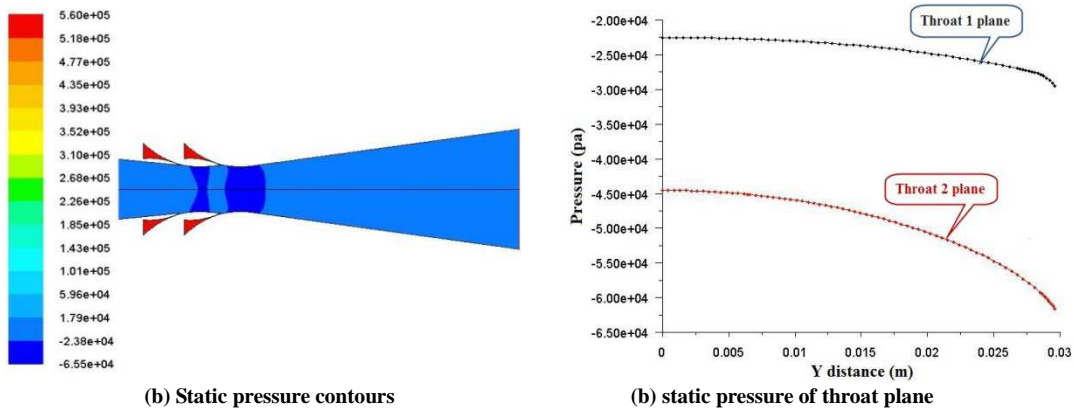 5.60e+05
5.18e+05
4.77e+05
4.35e+05
3.93e+05
3.52e+05
3.10e+05
2.68e+05
2.26e+05
1.85e+05
1.43e+05
1.01e+05
5.96e+04
1.79e+04
-2.38e+04
-6.55e+04
(b) Static pressure contours
-2.00e+04
-2.50e+04
-3.00e+04
-3.50e+04
-4.00e+04
-4.50e+04
-5.00e+04
-5.50e+04
-6.00e+04
-6.50e+04
Pressure (pa)
Throat 1 plane
Throat 2 plane
0 0.005 0.01 0.015 0.02 0.025 0.03
Y distance (m)
(b) static pressure of throat plane